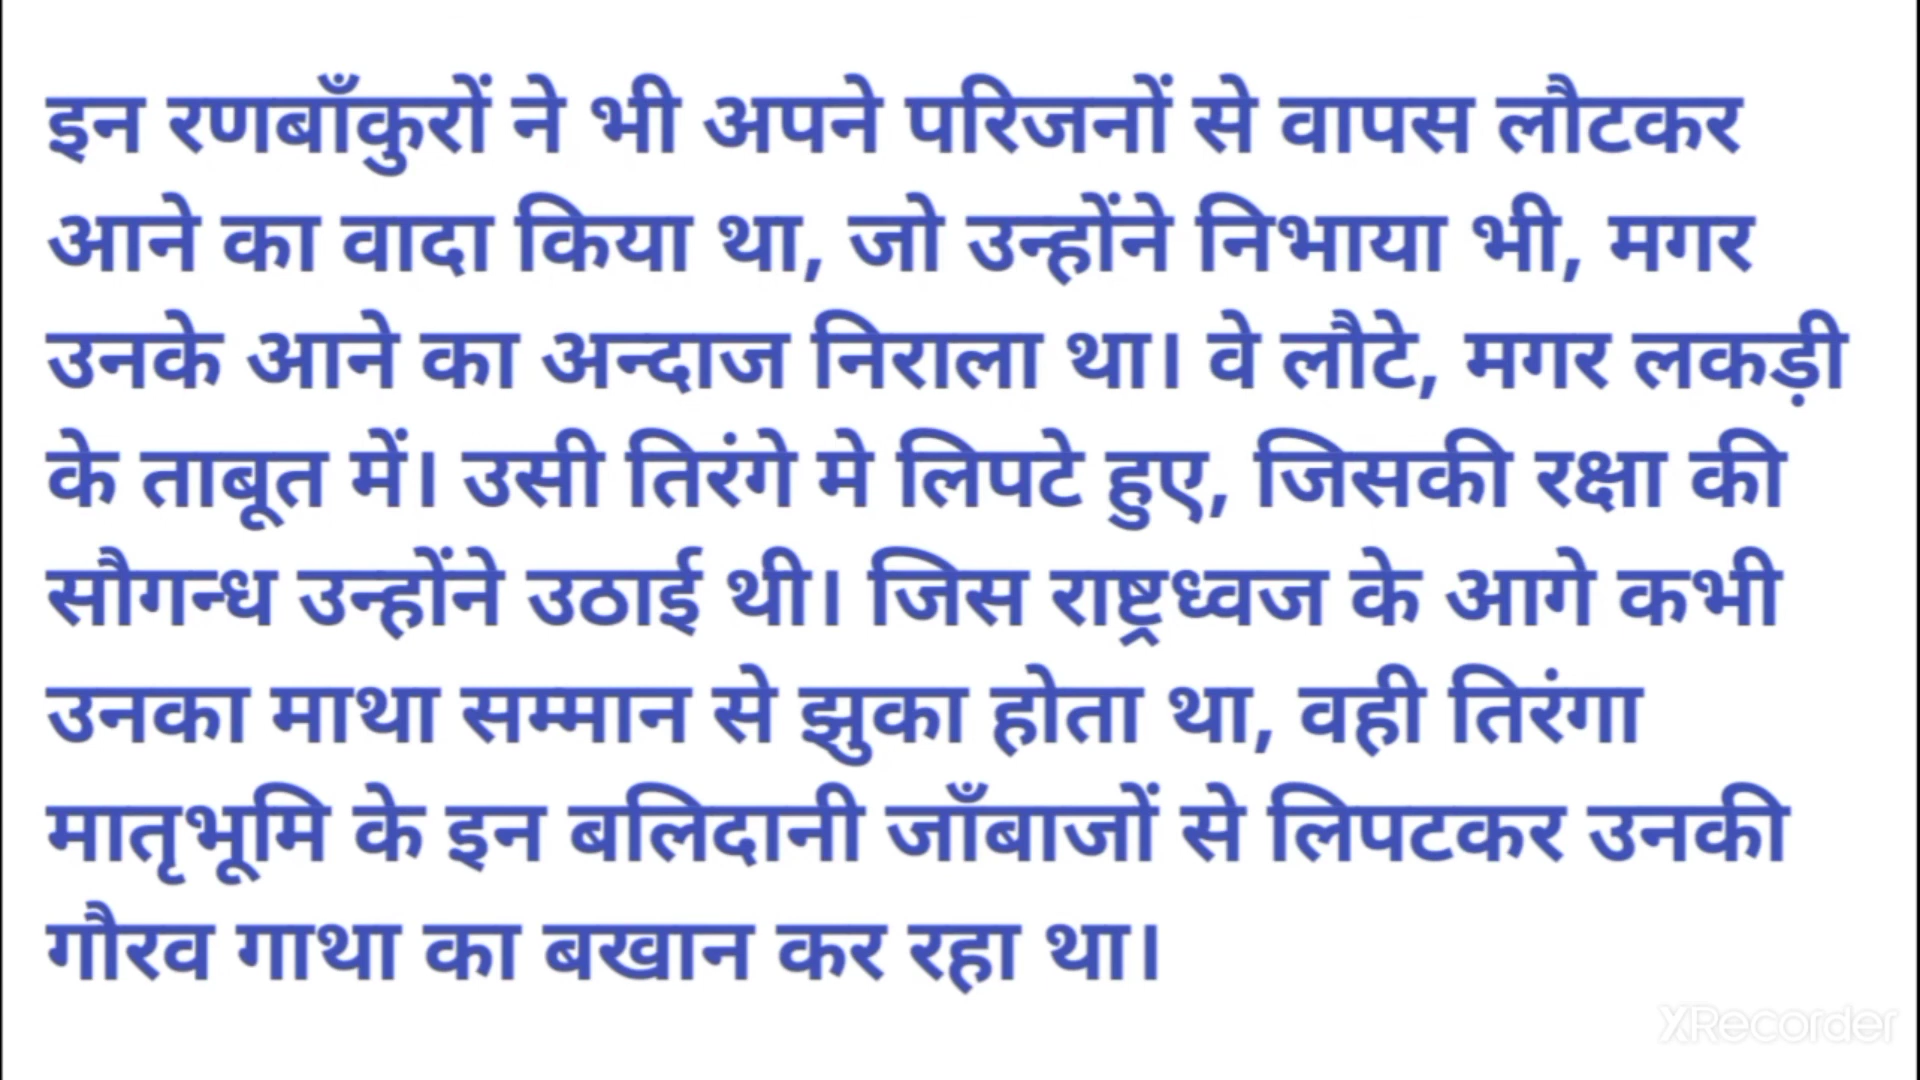 इन रणबाँकुरों ने भी अपने परिजनों से वापस लौटकर
आने का वादा किया था, जो उन्होंने निभाया भी, मगर
उनके आने का अन्दाज निराला था। वे लौटे, मगर लकड़ी
के ताबूत में। उसी तिरंगे मे लिपटे हुए, जिसकी रक्षा की
सौगन्ध उन्होंने उठाई थी। जिस राष्ट्रध्वज के आगे कभी
उनका माथा सम्मान से झुका होता था, वही तिरंगा
मातृभूमि के इन बलिदानी जाँबाजों से लिपटकर उनकी
गौरव गाथा का बखान कर रहा था।
XRecorder